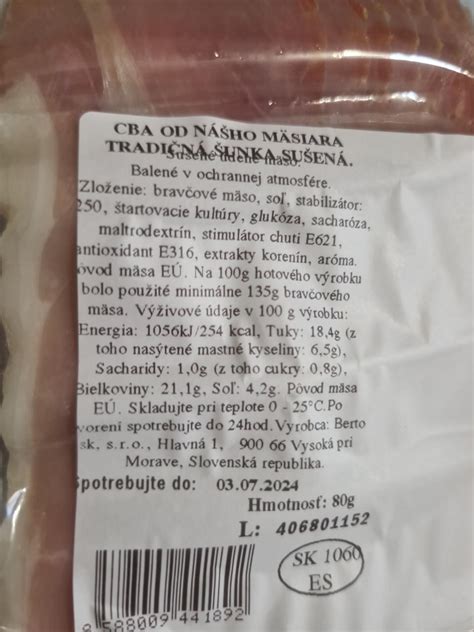 CBA OD NÁŠHO MÄSIARA
TRADIČNÁ ŠUNKA SUŠENÁ.
Sušené údené mäso.
Balené v ochrannej atmosfére.
Zloženie: bravčové mäso, soľ, stabilizátor:
250, štartovacie kultúry, glukóza, sacharóza,
maltrodextrín, stimulátor chuti E621,
antioxidant E316, extrakty korenín, aróma.
ôvod mäsa EÚ. Na 100g hotového výrobku
bolo použité minimálne 135g bravčového
mäsa. Výživové údaje v 100 g výrobku:
Energia: 1056kJ/254 kcal, Tuky: 18,4g (z
toho nasýtené mastné kyseliny: 6,5g),
Sacharidy: 1,0g (z toho cukry: 0,8g),
Bielkoviny: 21,1g, Soľ: 4,2g. Pôvod mäsa
EÚ. Skladujte pri teplote 0 - 25°C.Po
vorení spotrebujte do 24hod.Výrobca: Berto
sk, s.r.o., Hlavná 1, 900 66 Vysoká pri
Morave, Slovenská republika.
Spotrebujte do: 03.07.2024
Hmotnosť: 80g
L: 406801152
SK 1060
ES
8 588009 441892